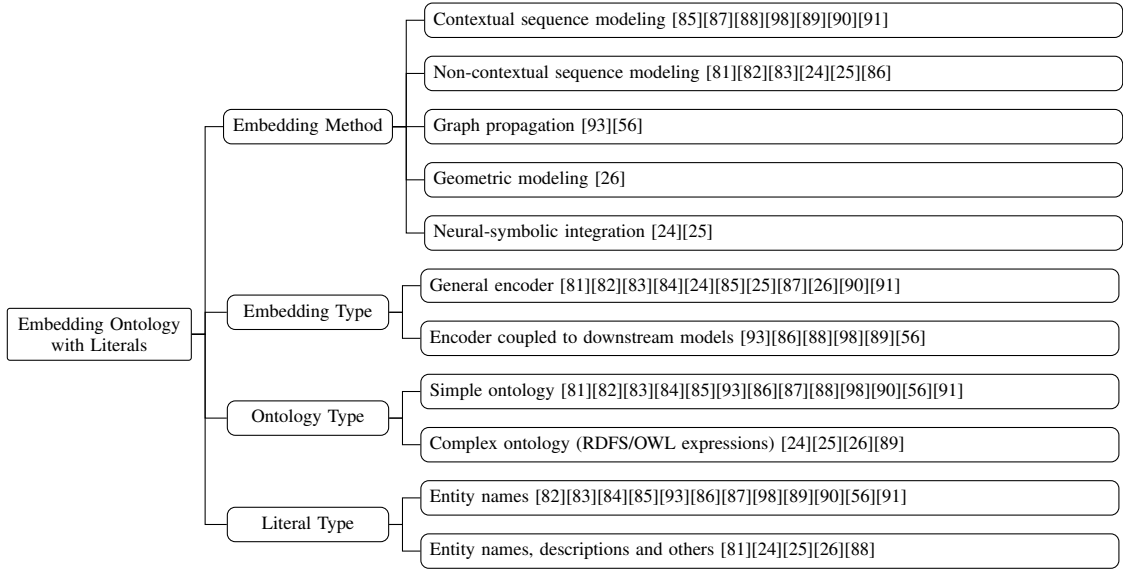 Embedding Ontology
with Literals
Embedding Method
Contextual sequence modeling [85][87][88][98][89][90][91]
Non-contextual sequence modeling [81][82][83][24][25][86]
Graph propagation [93][56]
Geometric modeling [26]
Neural-symbolic integration [24][25]
Embedding Type
General encoder [81][82][83][84][24][85][25][87][26][90][91]
Encoder coupled to downstream models [93][86][88][98][89][56]
Ontology Type
Simple ontology [81][82][83][84][85][93][86][87][88][98][90][56][91]
Complex ontology (RDFS/OWL expressions) [24][25][26][89]
Literal Type
Entity names [82][83][84][85][93][86][87][98][89][90][56][91]
Entity names, descriptions and others [81][24][25][26][88]